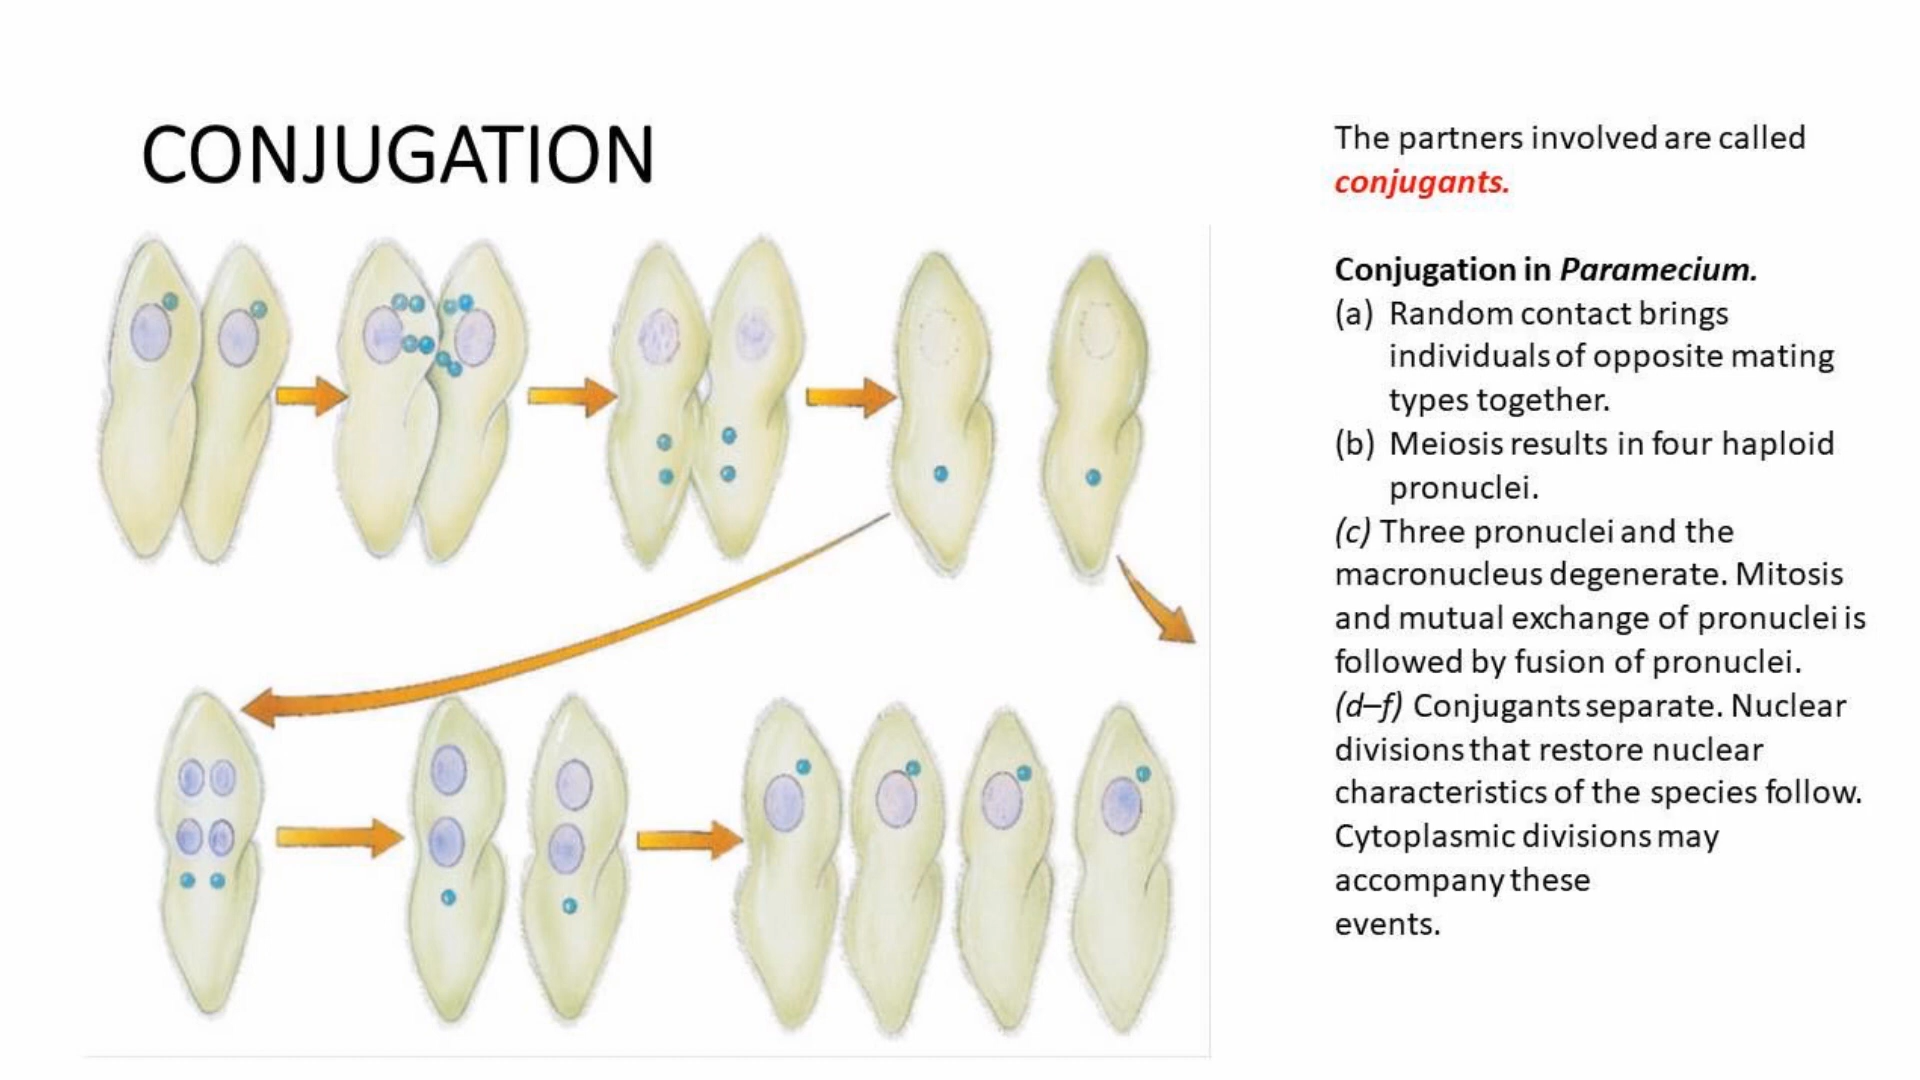 CONJUGATION
The partners involved are called
conjugants.
Conjugation in Paramecium.
(a) Random contact brings
individuals of opposite mating
types together.
(b) Meiosis results in four haploid
pronuclei.
(c) Three pronuclei and the
macronucleus degenerate. Mitosis
and mutual exchange of pronuclei is
followed by fusion of pronuclei.
(d–f) Conjugants separate. Nuclear
divisions that restore nuclear
characteristics of the species follow.
Cytoplasmic divisions may
accompany these
events.